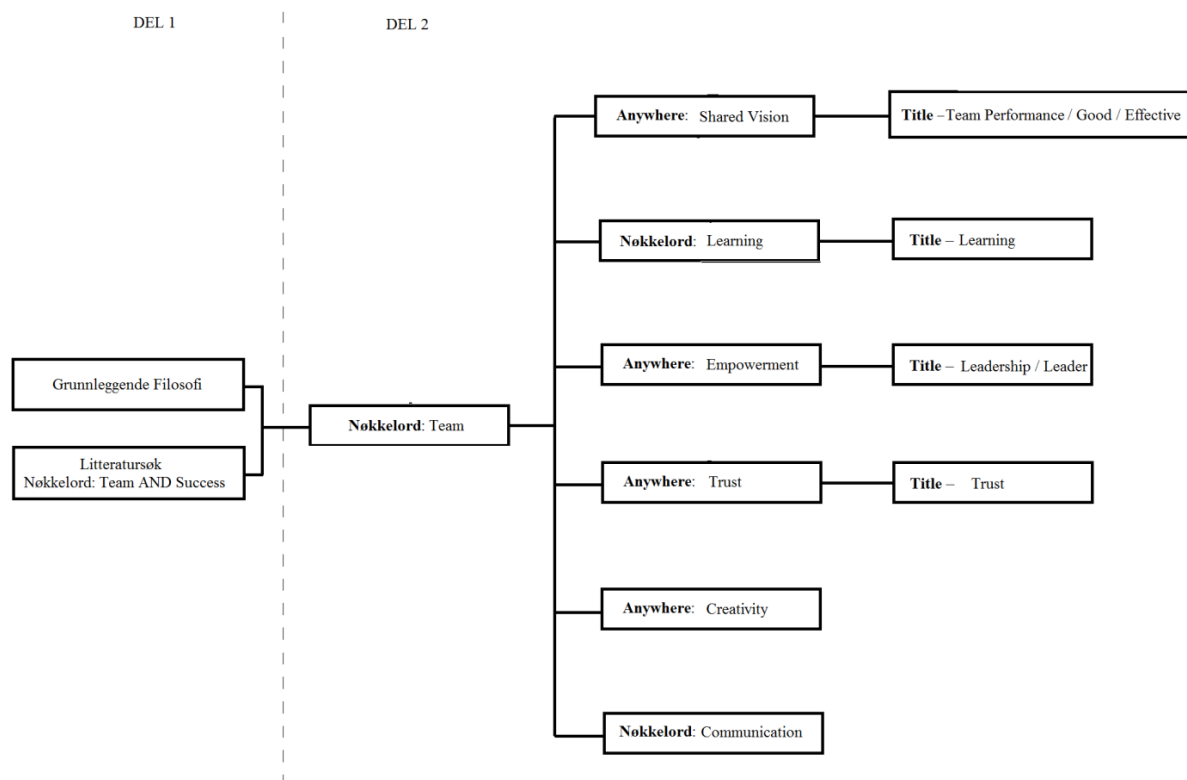 DEL 1
DEL 2
Anywhere: Shared Vision
Title –Team Performance / Good / Effective
Nøkkelord: Learning
Title – Learning
Anywhere: Empowerment
Title – Leadership / Leader
Grunnleggende Filosofi
Nøkkelord: Team
Litteratursøk
Nøkkelord: Team AND Success
Anywhere: Trust
Title – Trust
Anywhere: Creativity
Nøkkelord: Communication